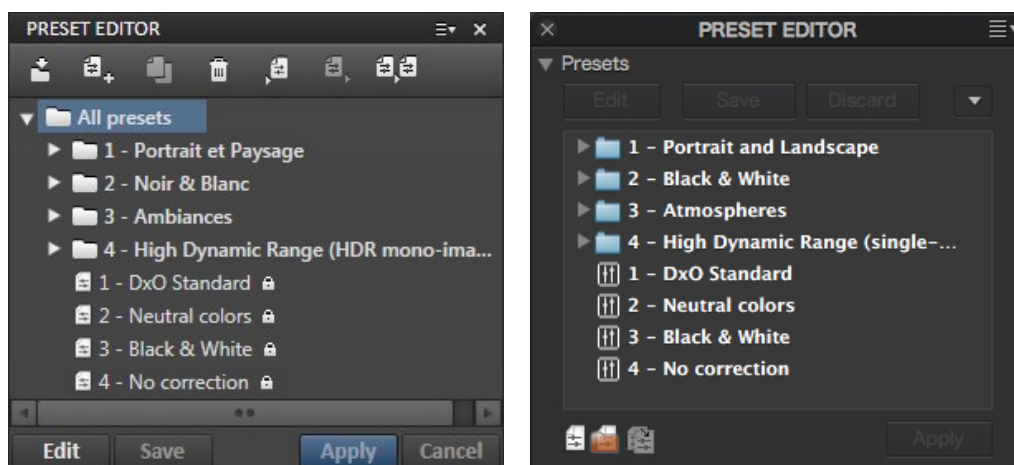 PRESET EDITOR
All presets
1 - Portrait et Paysage
2 - Noir & Blanc
3 - Ambiances
4 - High Dynamic Range (HDR mono-ima...
1 - DxO Standard
2 - Neutral colors
3 - Black & White
4 - No correction
Edit Save Apply Cancel
PRESET EDITOR
Presets
Edit Save Discard
1 – Portrait and Landscape
2 – Black & White
3 – Atmospheres
4 – High Dynamic Range (single-...
1 – DxO Standard
2 – Neutral colors
3 – Black & White
4 – No correction
Apply